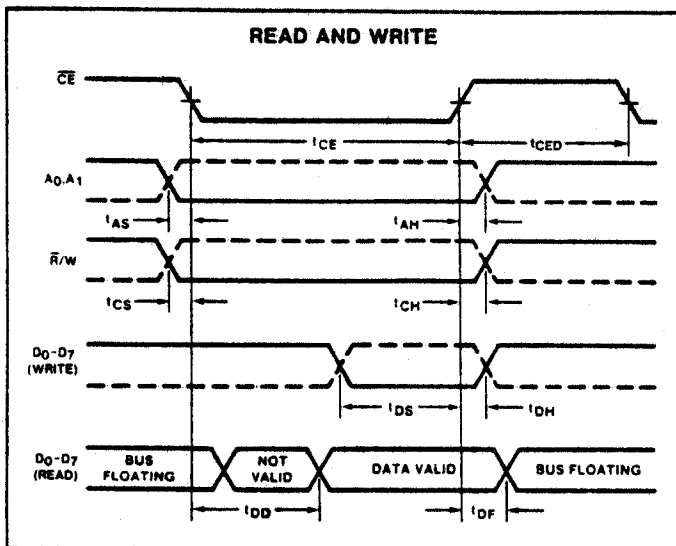 READ AND WRITE
CE
tCE
tCED
A0,A1
tAS
tAH
R/W
tCS
tCH
D0-D7
(WRITE)
tDS
tDH
D0-D7
(READ)
BUS
FLOATING
NOT
VALID
DATA VALID
BUS FLOATING
tDD
tDF